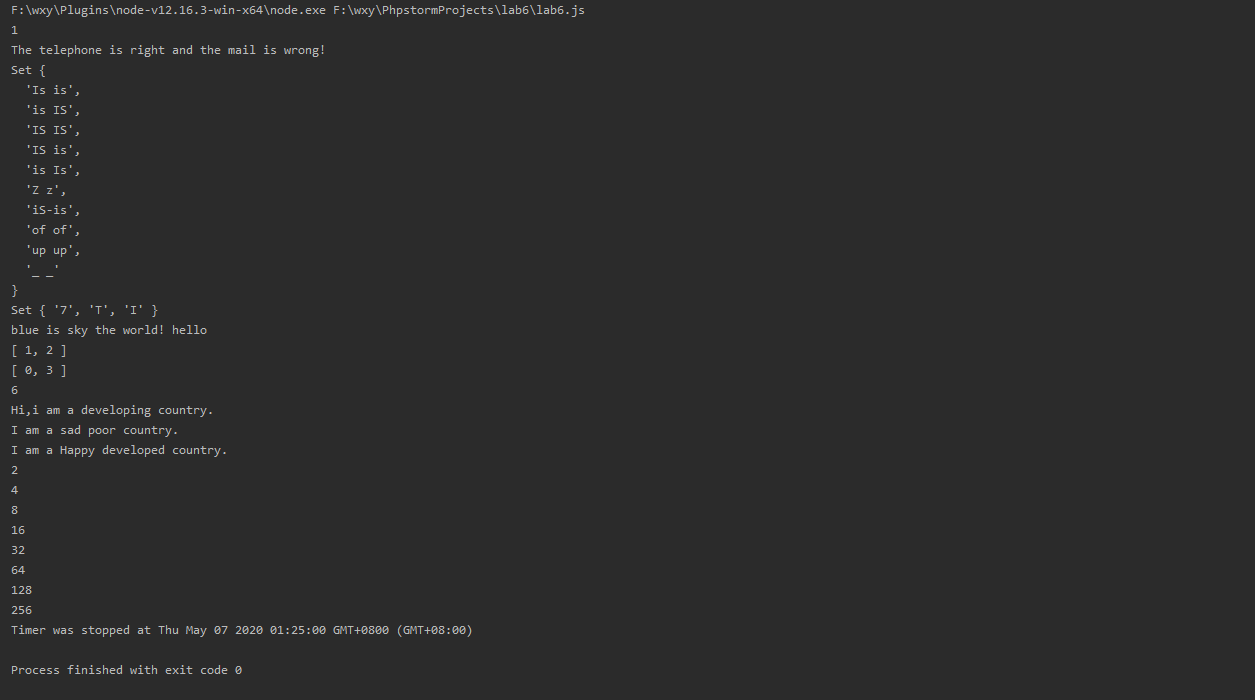 F:\wxy\Plugins\node-v12.16.3-win-x64\node.exe F:\wxy\PhpstormProjects\lab6\lab6.js
1
The telephone is right and the mail is wrong!
Set {
  'Is is',
  'is IS',
  'IS IS',
  'IS is',
  'is Is',
  'Z z',
  'iS-is',
  'of of',
  'up up',
  '_ _'
}
Set { '7', 'T', 'I' }
blue is sky the world! hello
[ 1, 2 ]
[ 0, 3 ]
6
Hi,i am a developing country.
I am a sad poor country.
I am a Happy developed country.
2
4
8
16
32
64
128
256
Timer was stopped at Thu May 07 2020 01:25:00 GMT+0800 (GMT+08:00)
Process finished with exit code 0